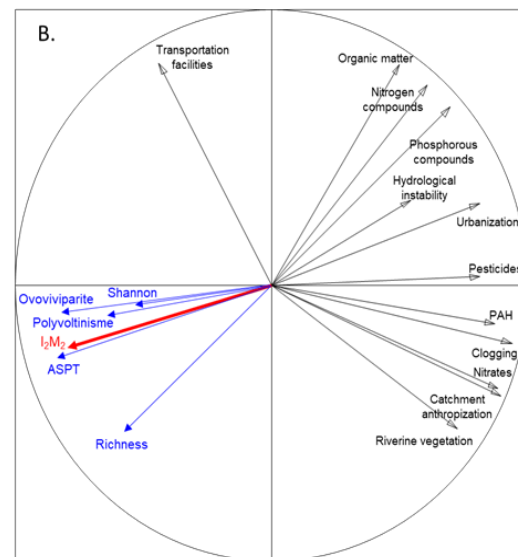 B.
Transportation
facilities
Organic matter
Nitrogen
compounds
Phosphorous
compounds
Hydrological
instability
Urbanization
Pesticides
PAH
Clogging
Nitrates
Catchment
anthropization
Riverine vegetation
Shannon
Ovoviviparite
Polyvoltinisme
I₂M₂
ASPT
Richness